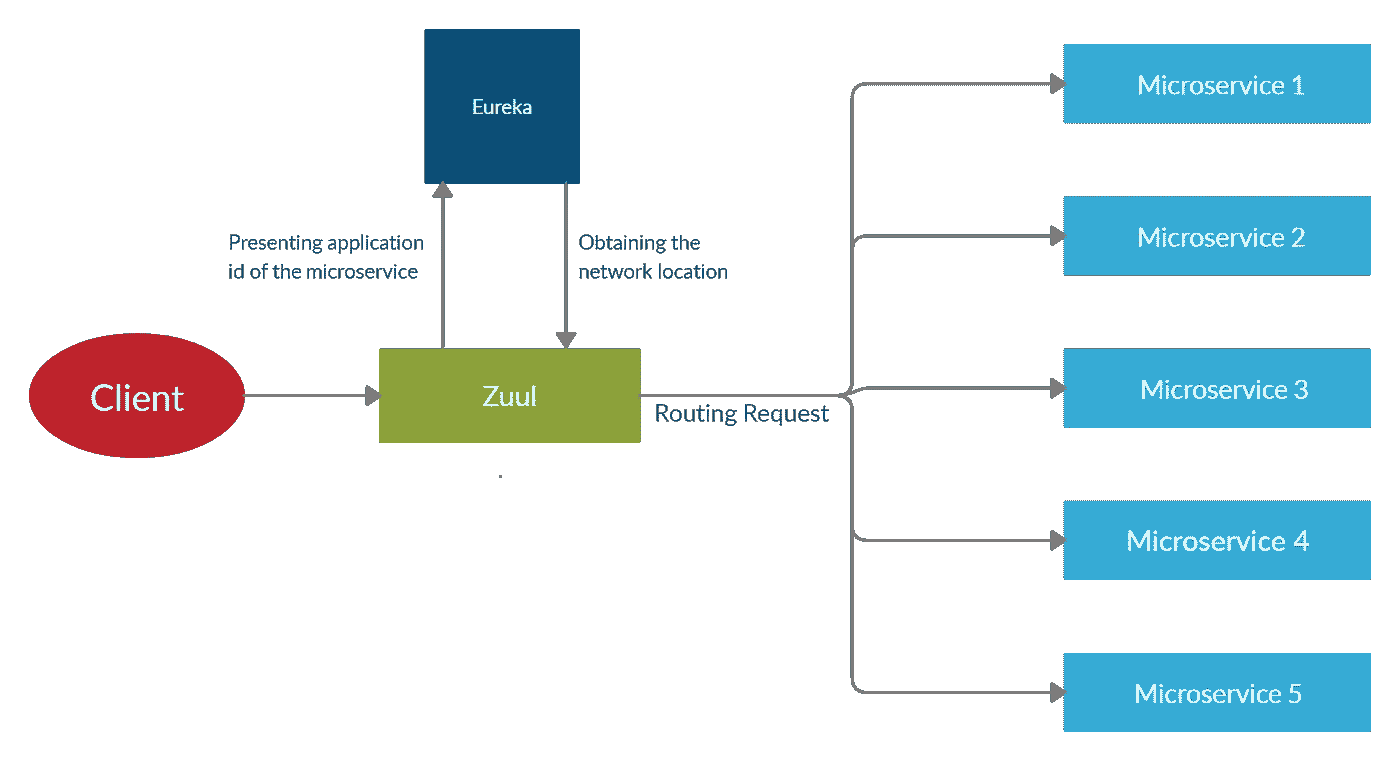 Eureka
Presenting application
id of the microservice
Obtaining the
network location
Client
Zuul
Routing Request
Microservice 1
Microservice 2
Microservice 3
Microservice 4
Microservice 5